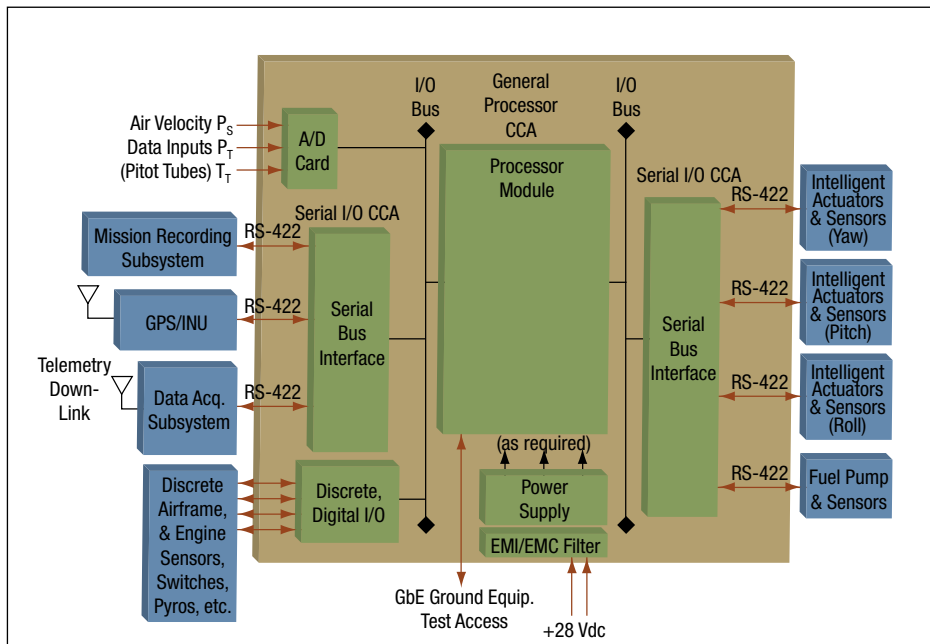 I/O
Bus
General
Processor
CCA
I/O
Bus
Air Velocity PS
Data Inputs PT
(Pitot Tubes) TT
A/D
Card
Processor
Module
Serial I/O CCA
Serial I/O CCA
Mission Recording
Subsystem
RS-422
GPS/INU
RS-422
Serial
Bus
Interface
Telemetry
Down-
Link
Data Acq.
Subsystem
RS-422
Discrete
Airframe,
& Engine
Sensors,
Switches,
Pyros, etc.
Discrete,
Digital I/O
(as required)
Power
Supply
EMI/EMC Filter
GbE Ground Equip.
Test Access
+28 Vdc
Serial
Bus
Interface
RS-422
Intelligent
Actuators
& Sensors
(Yaw)
RS-422
Intelligent
Actuators
& Sensors
(Pitch)
RS-422
Intelligent
Actuators
& Sensors
(Roll)
RS-422
Fuel Pump
& Sensors